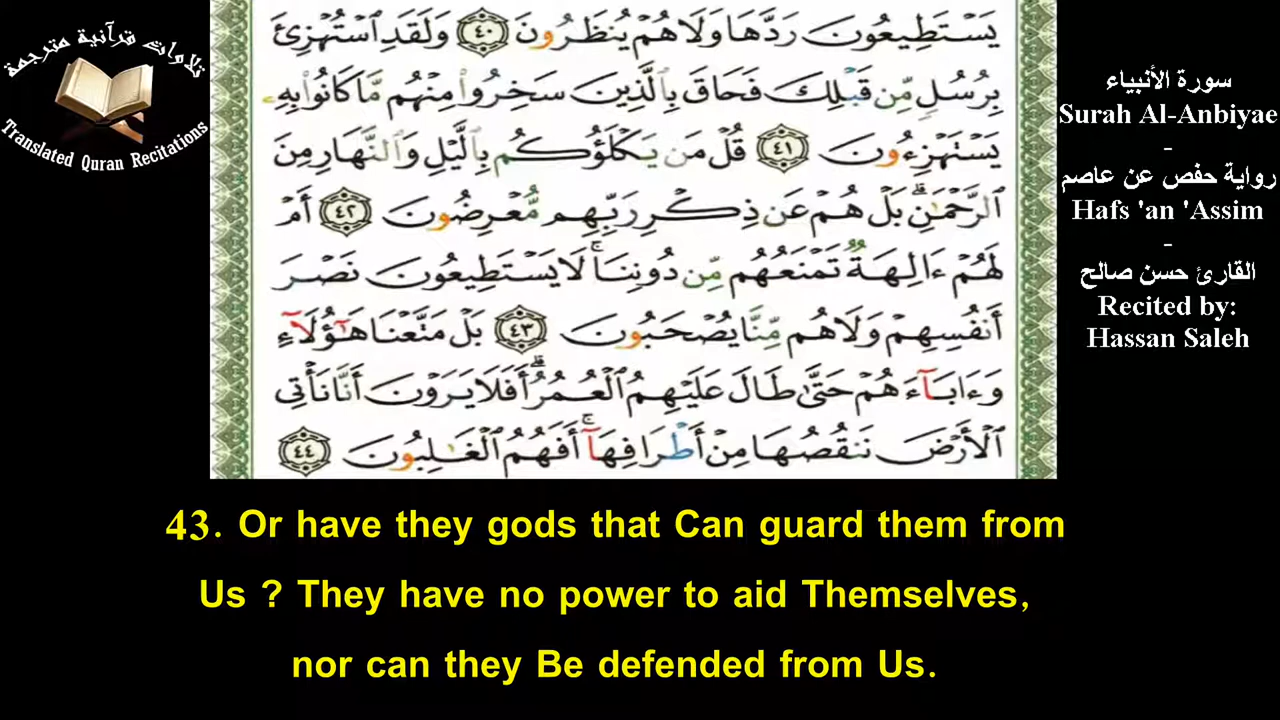 تلاوات قرآنية مترجمة
Translated Quran Recitations
يَسْتَطِيعُونَ رَدَّهَا وَلَا هُمْ يُنظَرُونَ ٤٠ وَلَقَدِ ٱسْتُهْزِئَ
بِرُسُلٍ مِّن قَبْلِكَ فَحَاقَ بِٱلَّذِينَ سَخِرُوا۟ مِنْهُم مَّا كَانُوا۟ بِهِۦ
يَسْتَهْزِءُونَ ٤١ قُلْ مَن يَكْلَؤُكُم بِٱلَّيْلِ وَٱلنَّهَارِ مِنَ
ٱلرَّحْمَٰنِ ۗ بَلْ هُمْ عَن ذِكْرِ رَبِّهِم مُّعْرِضُونَ ٤٢ أَمْ
لَهُمْ ءَالِهَةٌ تَمْنَعُهُم مِّن دُونِنَا ۚ لَا يَسْتَطِيعُونَ نَصْرَ
أَنفُسِهِمْ وَلَا هُم مِّنَّا يُصْحَبُونَ ٤٣ بَلْ مَتَّعْنَا هَٰٓؤُلَآءِ
وَءَابَآءَهُمْ حَتَّىٰ طَالَ عَلَيْهِمُ ٱلْعُمُرُ ۗ أَفَلَا يَرَوْنَ أَنَّا نَأْتِى
ٱلْأَرْضَ نَنقُصُهَا مِنْ أَطْرَافِهَآ ۚ أَفَهُمُ ٱلْغَٰلِبُونَ ٤٤
سورة الأنبياء
Surah Al-Anbiyae
-
رواية حفص عن عاصم
Hafs 'an 'Assim
-
القارئ حسن صالح
Recited by:
Hassan Saleh
43. Or have they gods that Can guard them from
Us ? They have no power to aid Themselves,
nor can they Be defended from Us.